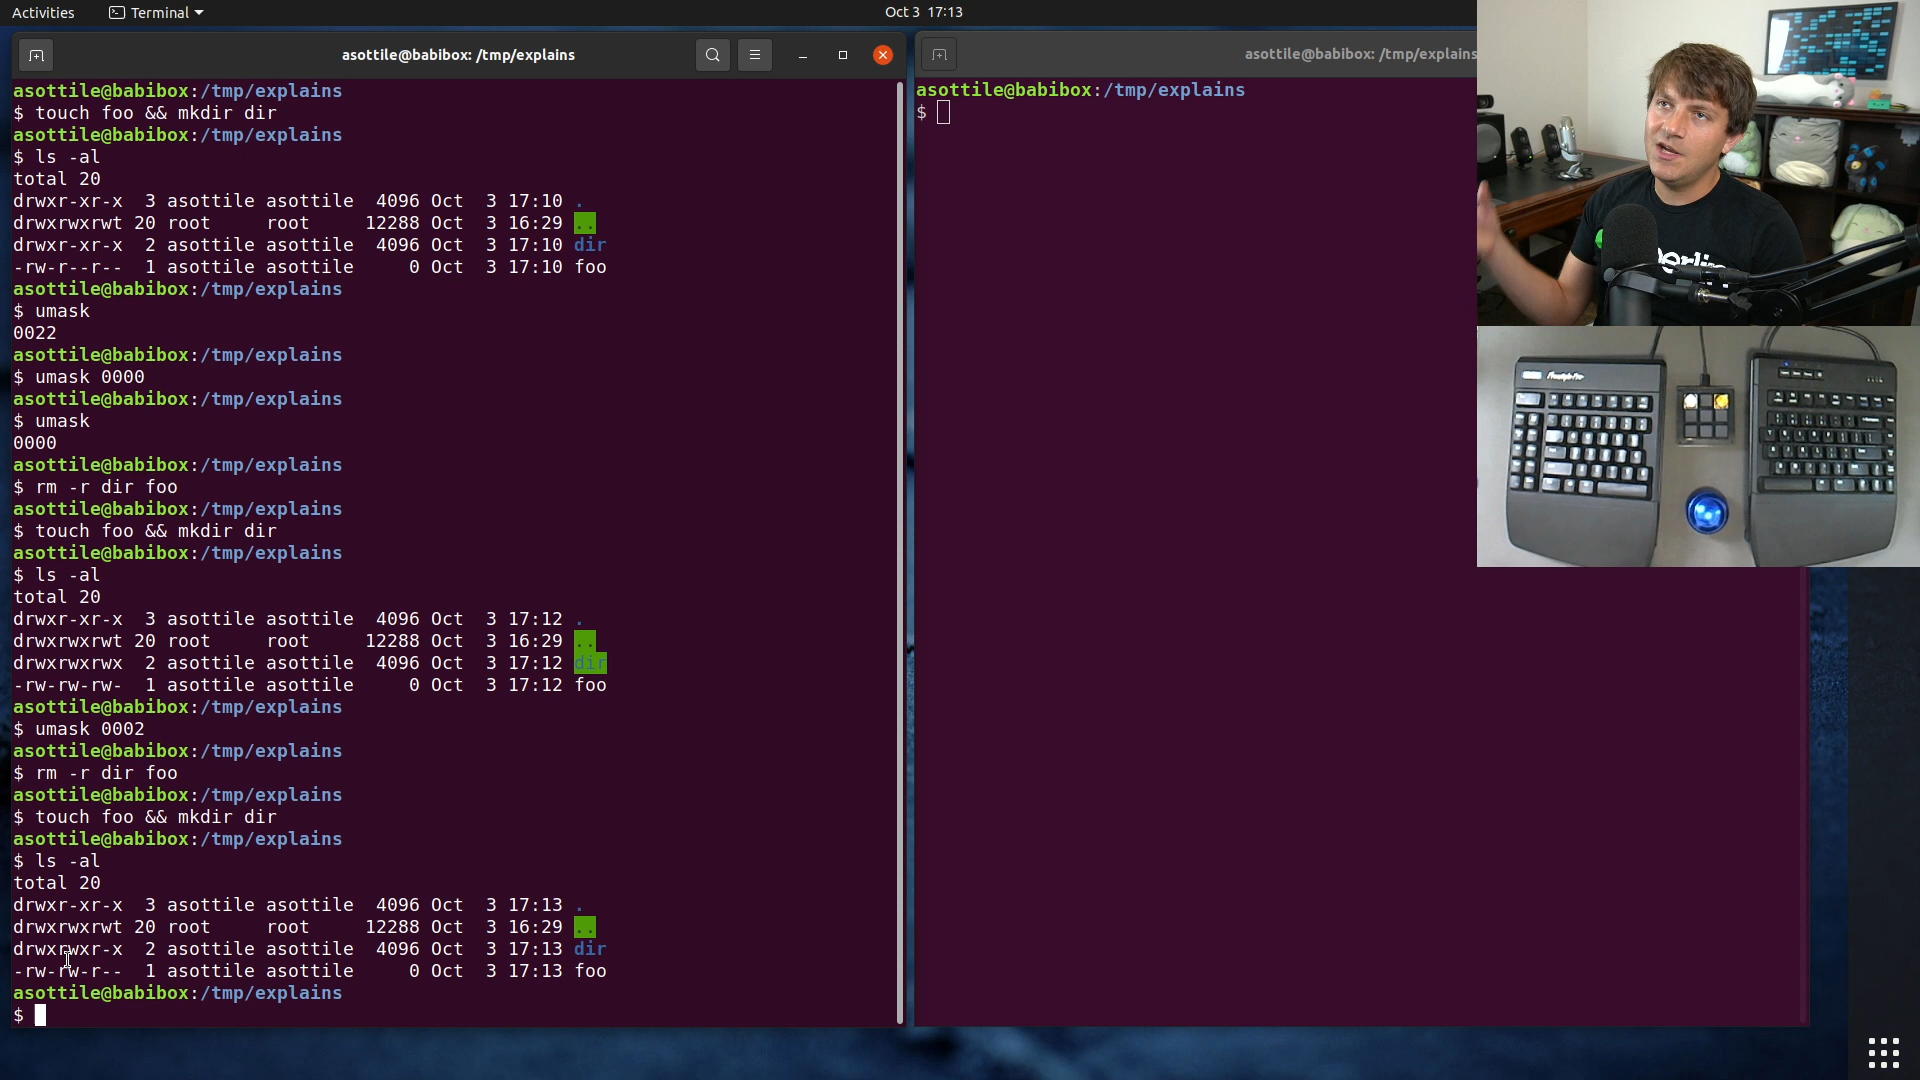 Activities
Terminal
Oct 3 17:13
asottile@babibox: /tmp/explains
asottile@babibox:/tmp/explains
$ touch foo && mkdir dir
asottile@babibox:/tmp/explains
$ ls -al
total 20
drwxr-xr-x  3 asottile asottile  4096 Oct  3 17:10 .
drwxrwxrwt 20 root     root     12288 Oct  3 16:29 ..
drwxr-xr-x  2 asottile asottile  4096 Oct  3 17:10 dir
-rw-r--r--  1 asottile asottile     0 Oct  3 17:10 foo
asottile@babibox:/tmp/explains
$ umask
0022
asottile@babibox:/tmp/explains
$ umask 0000
asottile@babibox:/tmp/explains
$ umask
0000
asottile@babibox:/tmp/explains
$ rm -r dir foo
asottile@babibox:/tmp/explains
$ touch foo && mkdir dir
asottile@babibox:/tmp/explains
$ ls -al
total 20
drwxr-xr-x  3 asottile asottile  4096 Oct  3 17:12 .
drwxrwxrwt 20 root     root     12288 Oct  3 16:29 ..
drwxrwxrwx  2 asottile asottile  4096 Oct  3 17:12 dir
-rw-rw-rw-  1 asottile asottile     0 Oct  3 17:12 foo
asottile@babibox:/tmp/explains
$ umask 0002
asottile@babibox:/tmp/explains
$ rm -r dir foo
asottile@babibox:/tmp/explains
$ touch foo && mkdir dir
asottile@babibox:/tmp/explains
$ ls -al
total 20
drwxr-xr-x  3 asottile asottile  4096 Oct  3 17:13 .
drwxrwxrwt 20 root     root     12288 Oct  3 16:29 ..
drwxrwxr-x  2 asottile asottile  4096 Oct  3 17:13 dir
-rw-rw-r--  1 asottile asottile     0 Oct  3 17:13 foo
asottile@babibox:/tmp/explains
$
asottile@babibox: /tmp/explains
asottile@babibox:/tmp/explains
$